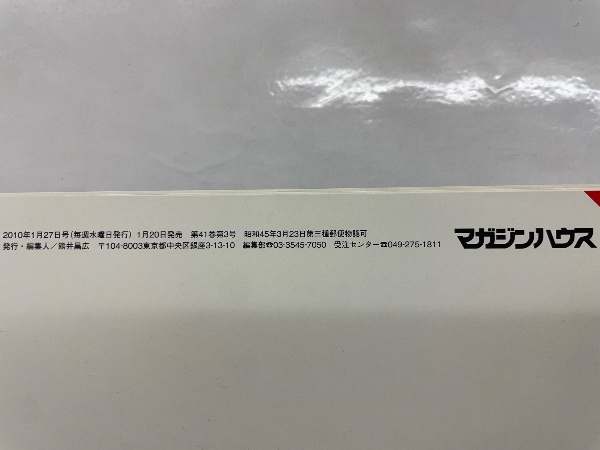 2010年1月27日号(毎週水曜日発行) 1月20日発売 第41巻第3号 昭和45年3月23日第三種郵便物認可
発行・編集人/熊井昌広 〒104-8003東京都中央区銀座3-13-10 編集部☎03-3545-7050 受注センター☎049-275-1811
マガジンハウス